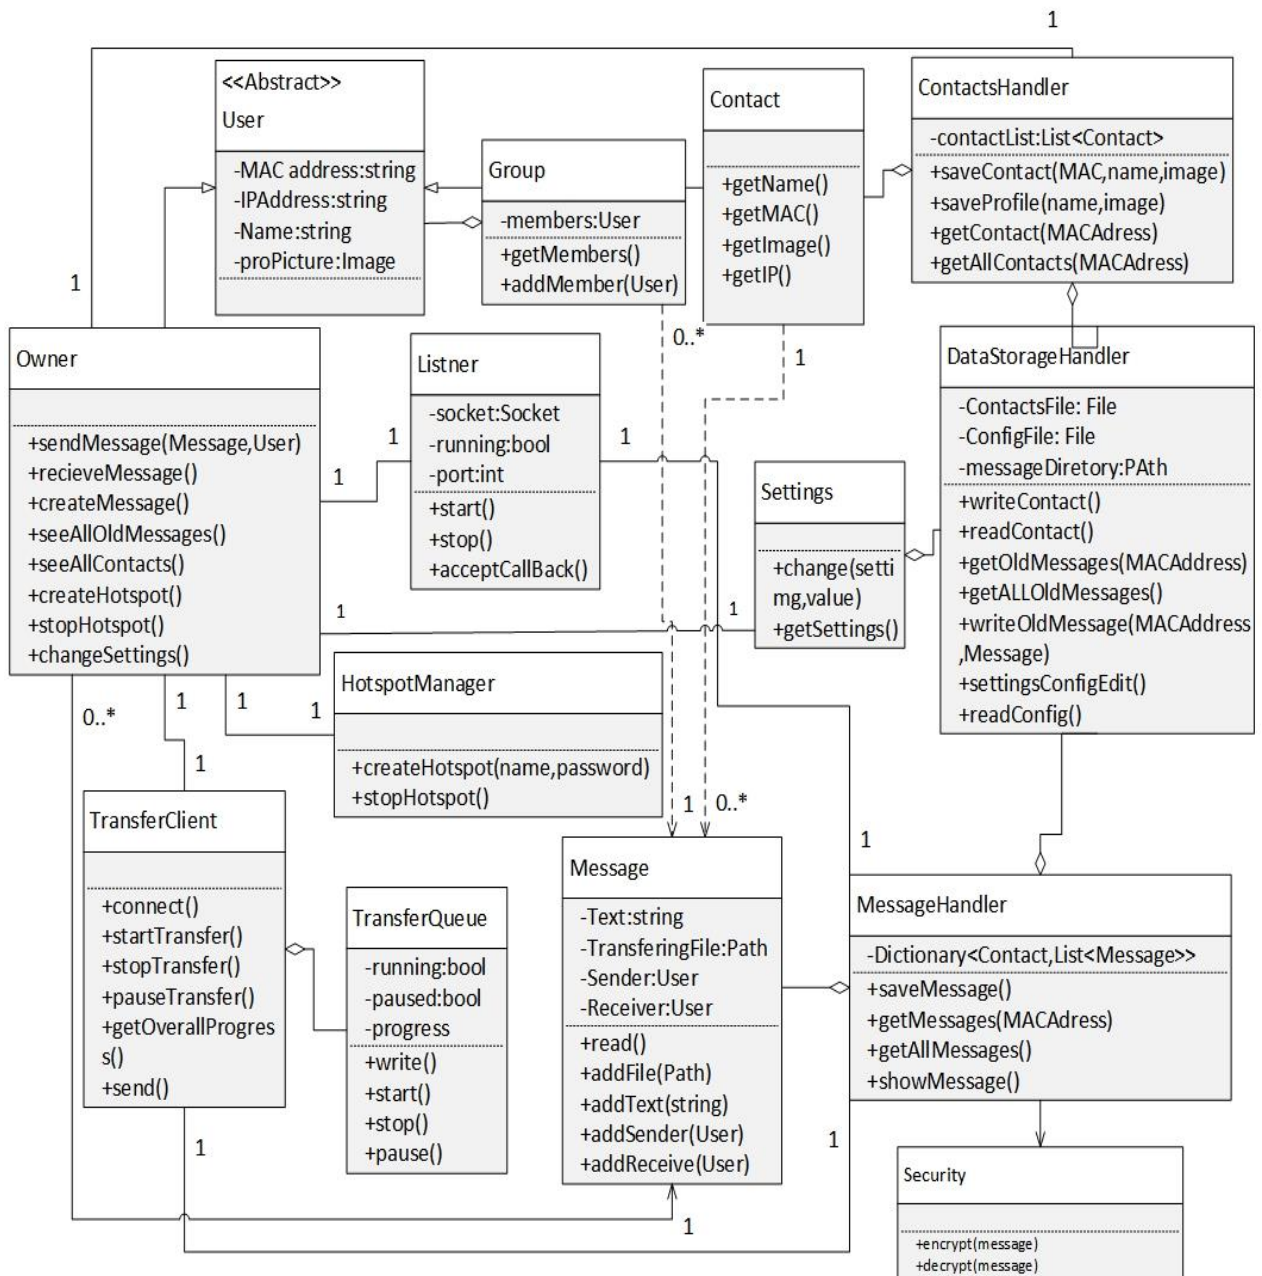 1
<<Abstract>>
User
-MAC address:string
-IPAddress:string
-Name:string
-proPicture:Image
Group
-members:User
+getMembers()
+addMember(User)
Contact
+getName()
+getMAC()
+getImage()
+getIP()
ContactsHandler
-contactList:List<Contact>
+saveContact(MAC,name,image)
+saveProfile(name,image)
+getContact(MACAdress)
+getAllContacts(MACAdress)
1
0..*
1
Owner
+sendMessage(Message,User)
+recieveMessage()
+createMessage()
+seeAllOldMessages()
+seeAllContacts()
+createHotspot()
+stopHotspot()
+changeSettings()
1
1
Listner
-socket:Socket
-running:bool
-port:int
+start()
+stop()
+acceptCallBack()
1
Settings
+change(setti
mg,value)
+getSettings()
1
1
DataStorageHandler
-ContactsFile: File
-ConfigFile: File
-messageDiretory:PAth
+writeContact()
+readContact()
+getOldMessages(MACAddress)
+getALLOldMessages()
+writeOldMessage(MACAddress
,Message)
+settingsConfigEdit()
+readConfig()
0..*
1
1
1
1
HotspotManager
+createHotspot(name,password)
+stopHotspot()
1
0..*
1
TransferClient
+connect()
+startTransfer()
+stopTransfer()
+pauseTransfer()
+getOverallProgres
s()
+send()
TransferQueue
-running:bool
-paused:bool
-progress
+write()
+start()
+stop()
+pause()
Message
-Text:string
-TransferingFile:Path
-Sender:User
-Receiver:User
+read()
+addFile(Path)
+addText(string)
+addSender(User)
+addReceive(User)
MessageHandler
-Dictionary<Contact,List<Message>>
+saveMessage()
+getMessages(MACAdress)
+getAllMessages()
+showMessage()
1
1
1
Security
+encrypt(message)
+decrypt(message)